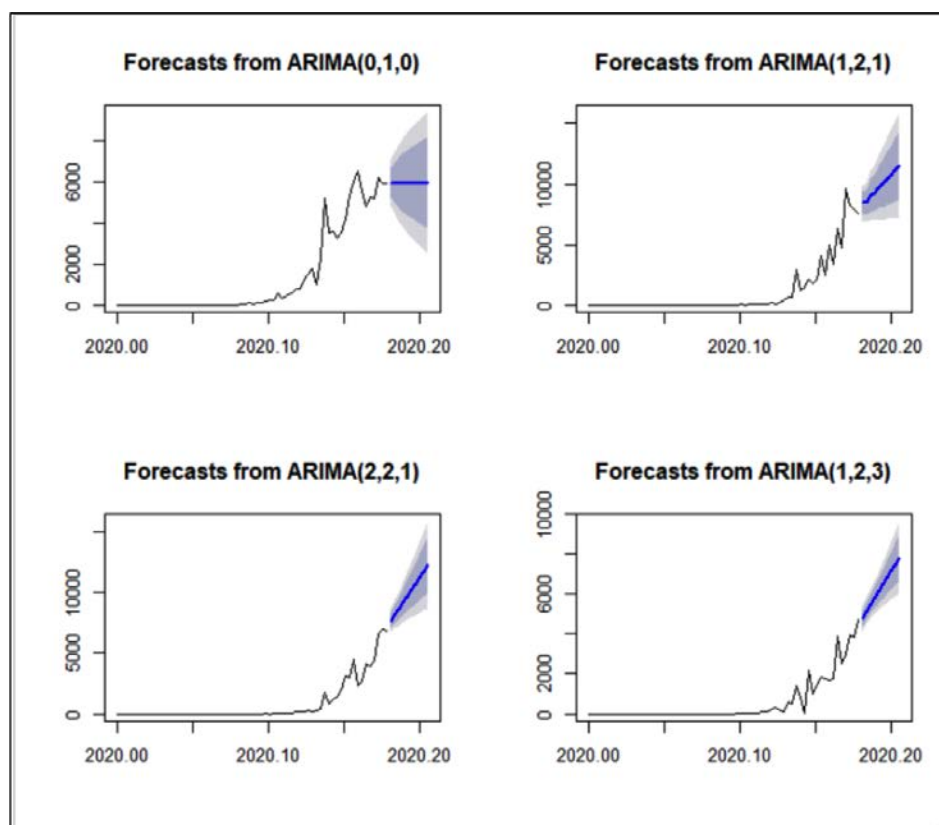 Forecasts from ARIMA(0,1,0)
0 2000 6000
2020.00 2020.10 2020.20
Forecasts from ARIMA(1,2,1)
0 5000 10000
2020.00 2020.10 2020.20
Forecasts from ARIMA(2,2,1)
0 5000 10000
2020.00 2020.10 2020.20
Forecasts from ARIMA(1,2,3)
0 2000 6000 10000
2020.00 2020.10 2020.20